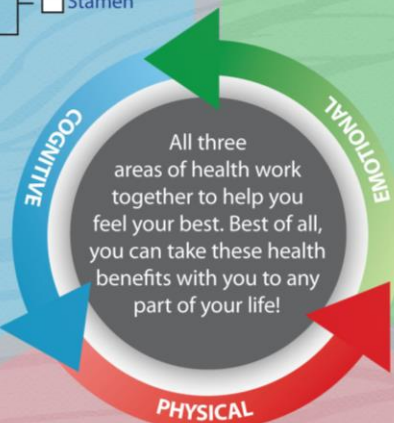 Stamen
COGNITIVE
EMOTIONAL
All three
areas of health work
together to help you
feel your best. Best of all,
you can take these health
benefits with you to any
part of your life!
PHYSICAL